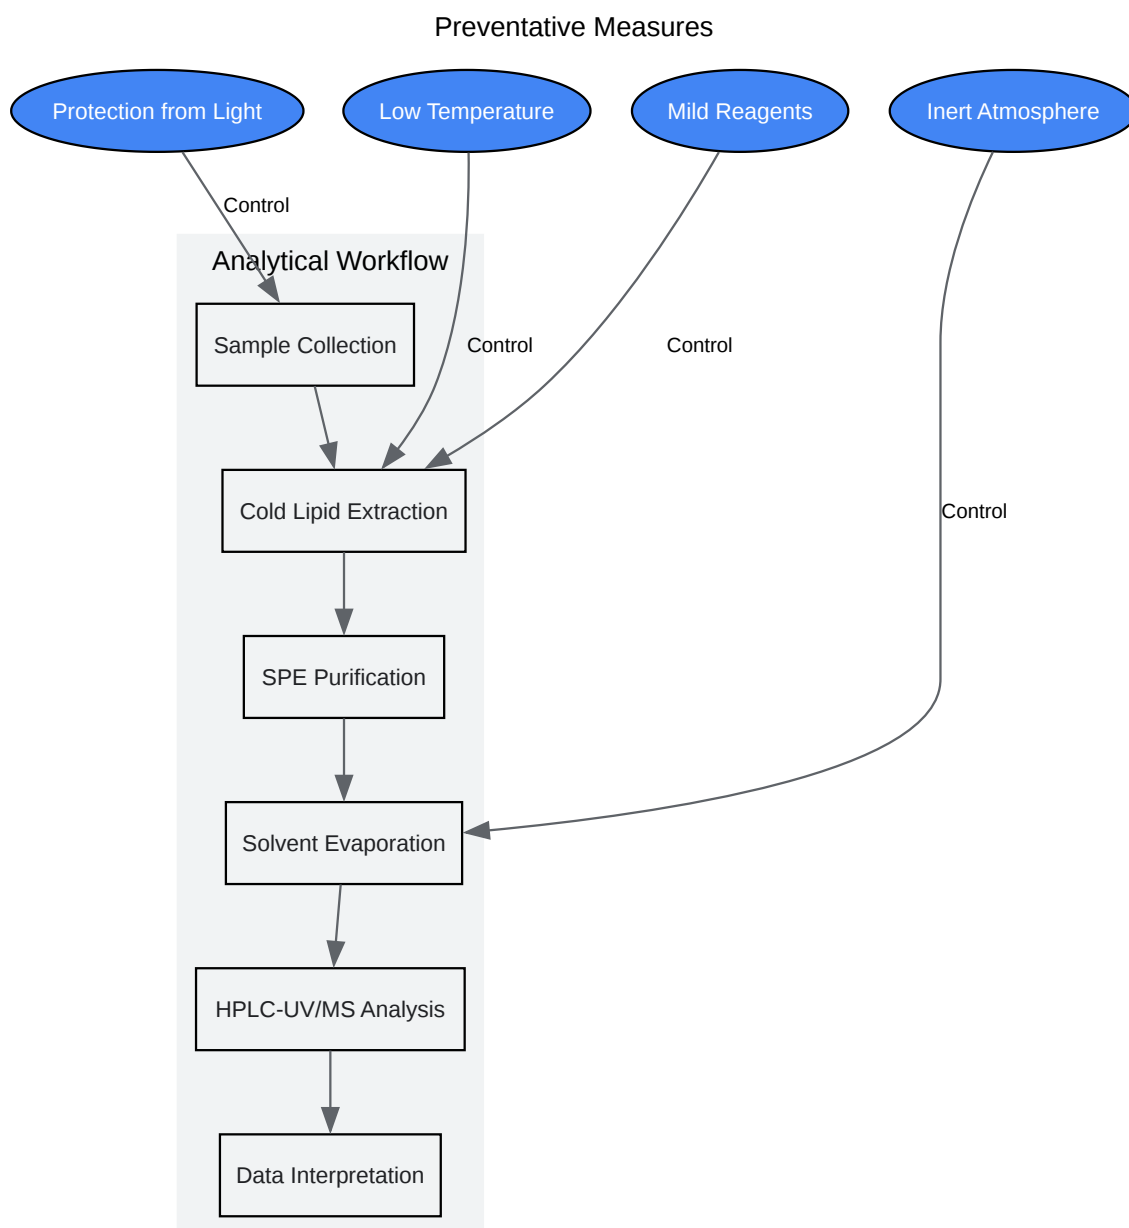 Preventative Measures
Protection from Light
Low Temperature
Mild Reagents
Inert Atmosphere
Control
Analytical Workflow
Sample Collection
Control
Control
Cold Lipid Extraction
Control
SPE Purification
Solvent Evaporation
HPLC-UV/MS Analysis
Data Interpretation